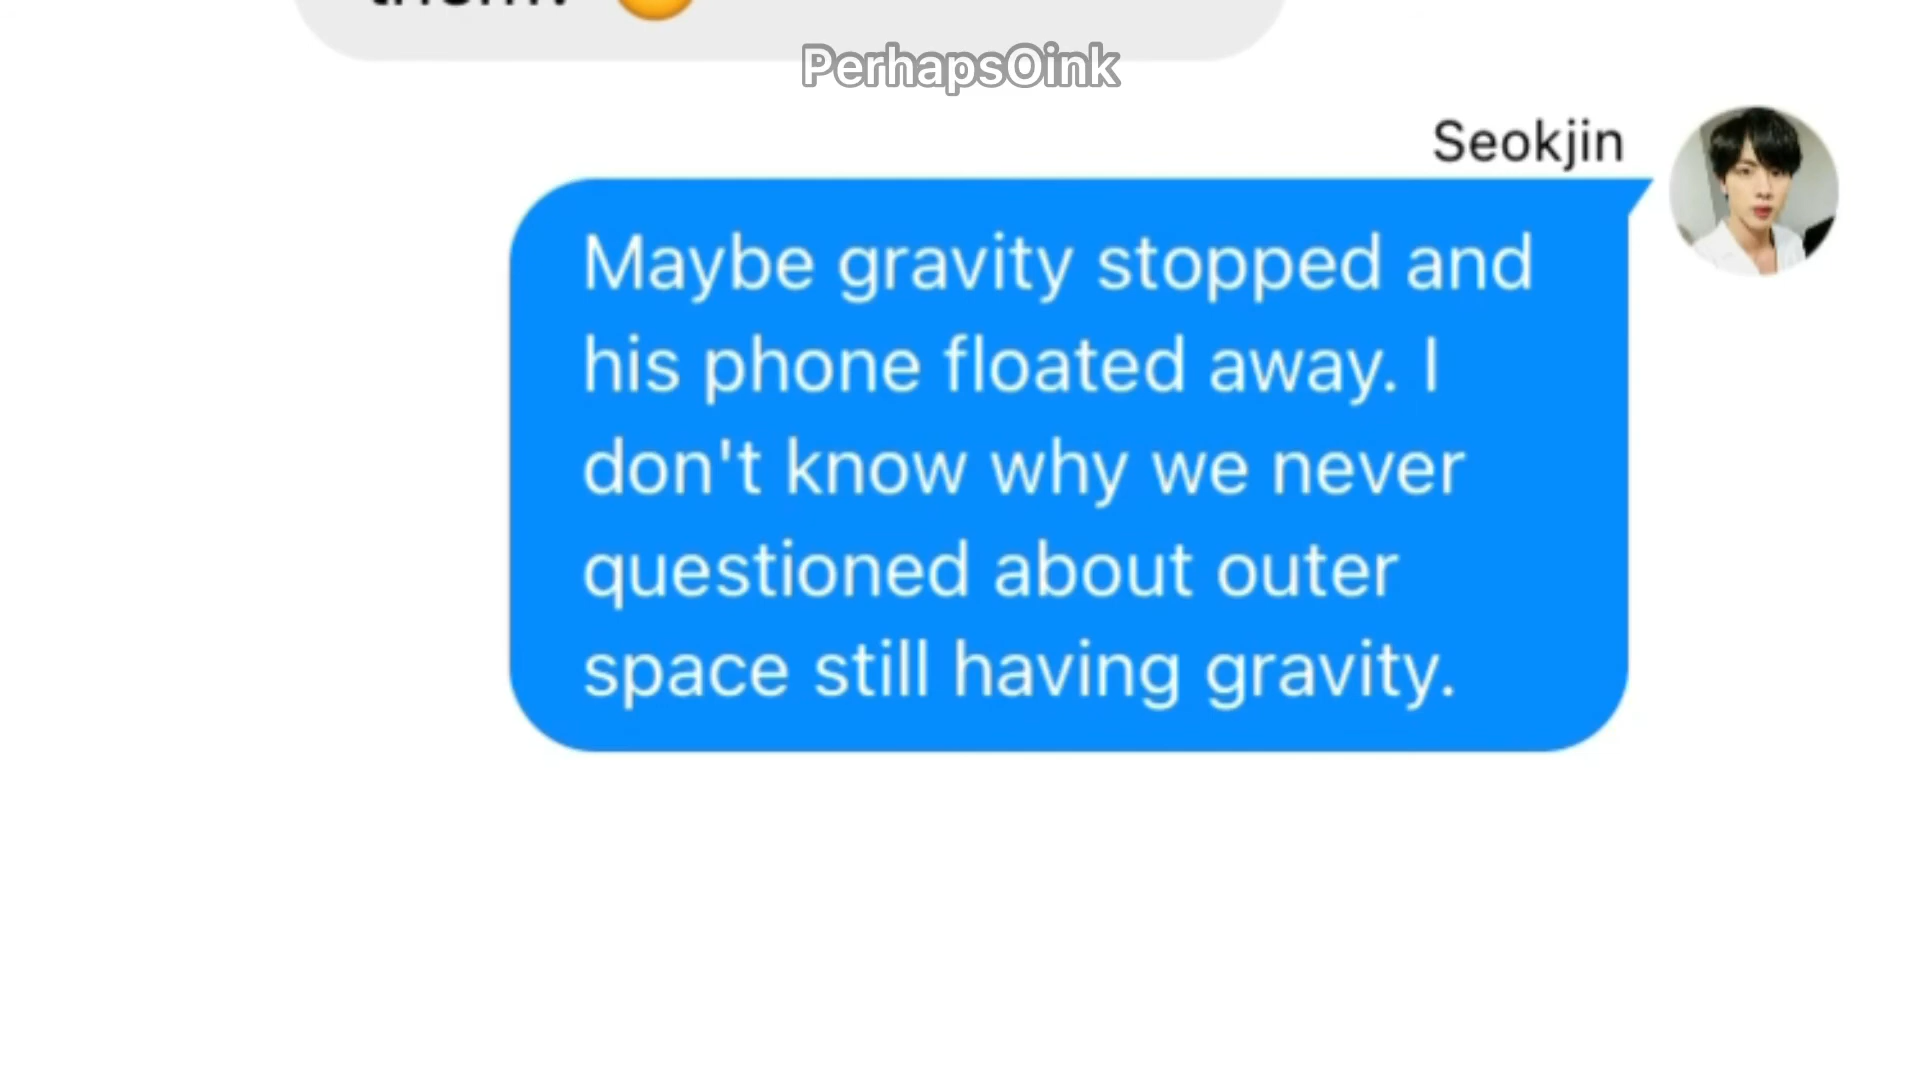 PerhapsOink
Seokjin
Maybe gravity stopped and
his phone floated away. I
don't know why we never
questioned about outer
space still having gravity.